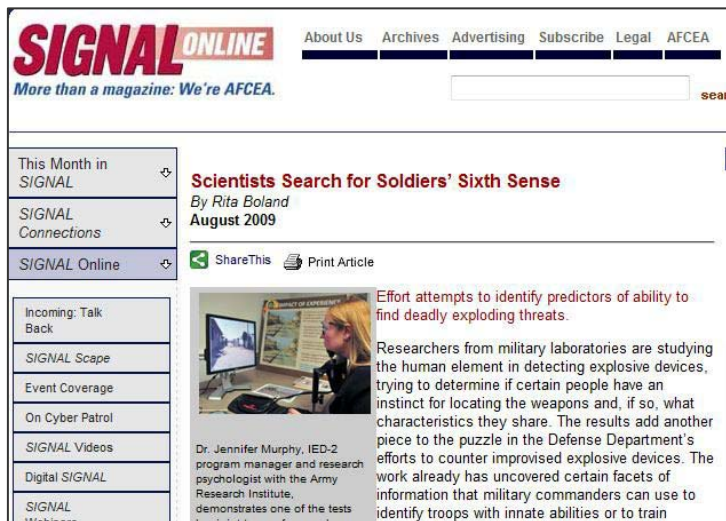 SIGNAL ONLINE
More than a magazine: We're AFCEA.
About Us Archives Advertising Subscribe Legal AFCEA
This Month in
SIGNAL
SIGNAL
Connections
SIGNAL Online
Incoming: Talk
Back
SIGNAL Scape
Event Coverage
On Cyber Patrol
SIGNAL Videos
Digital SIGNAL
SIGNAL
Scientists Search for Soldiers' Sixth Sense
By Rita Boland
August 2009
ShareThis Print Article
IMPACT OF EXPERIENCE
Dr. Jennifer Murphy, IED-2
program manager and research
psychologist with the Army
Research Institute,
demonstrates one of the tests
Effort attempts to identify predictors of ability to
find deadly exploding threats.
Researchers from military laboratories are studying
the human element in detecting explosive devices,
trying to determine if certain people have an
instinct for locating the weapons and, if so, what
characteristics they share. The results add another
piece to the puzzle in the Defense Department's
efforts to counter improvised explosive devices. The
work already has uncovered certain facets of
information that military commanders can use to
identify troops with innate abilities or to train